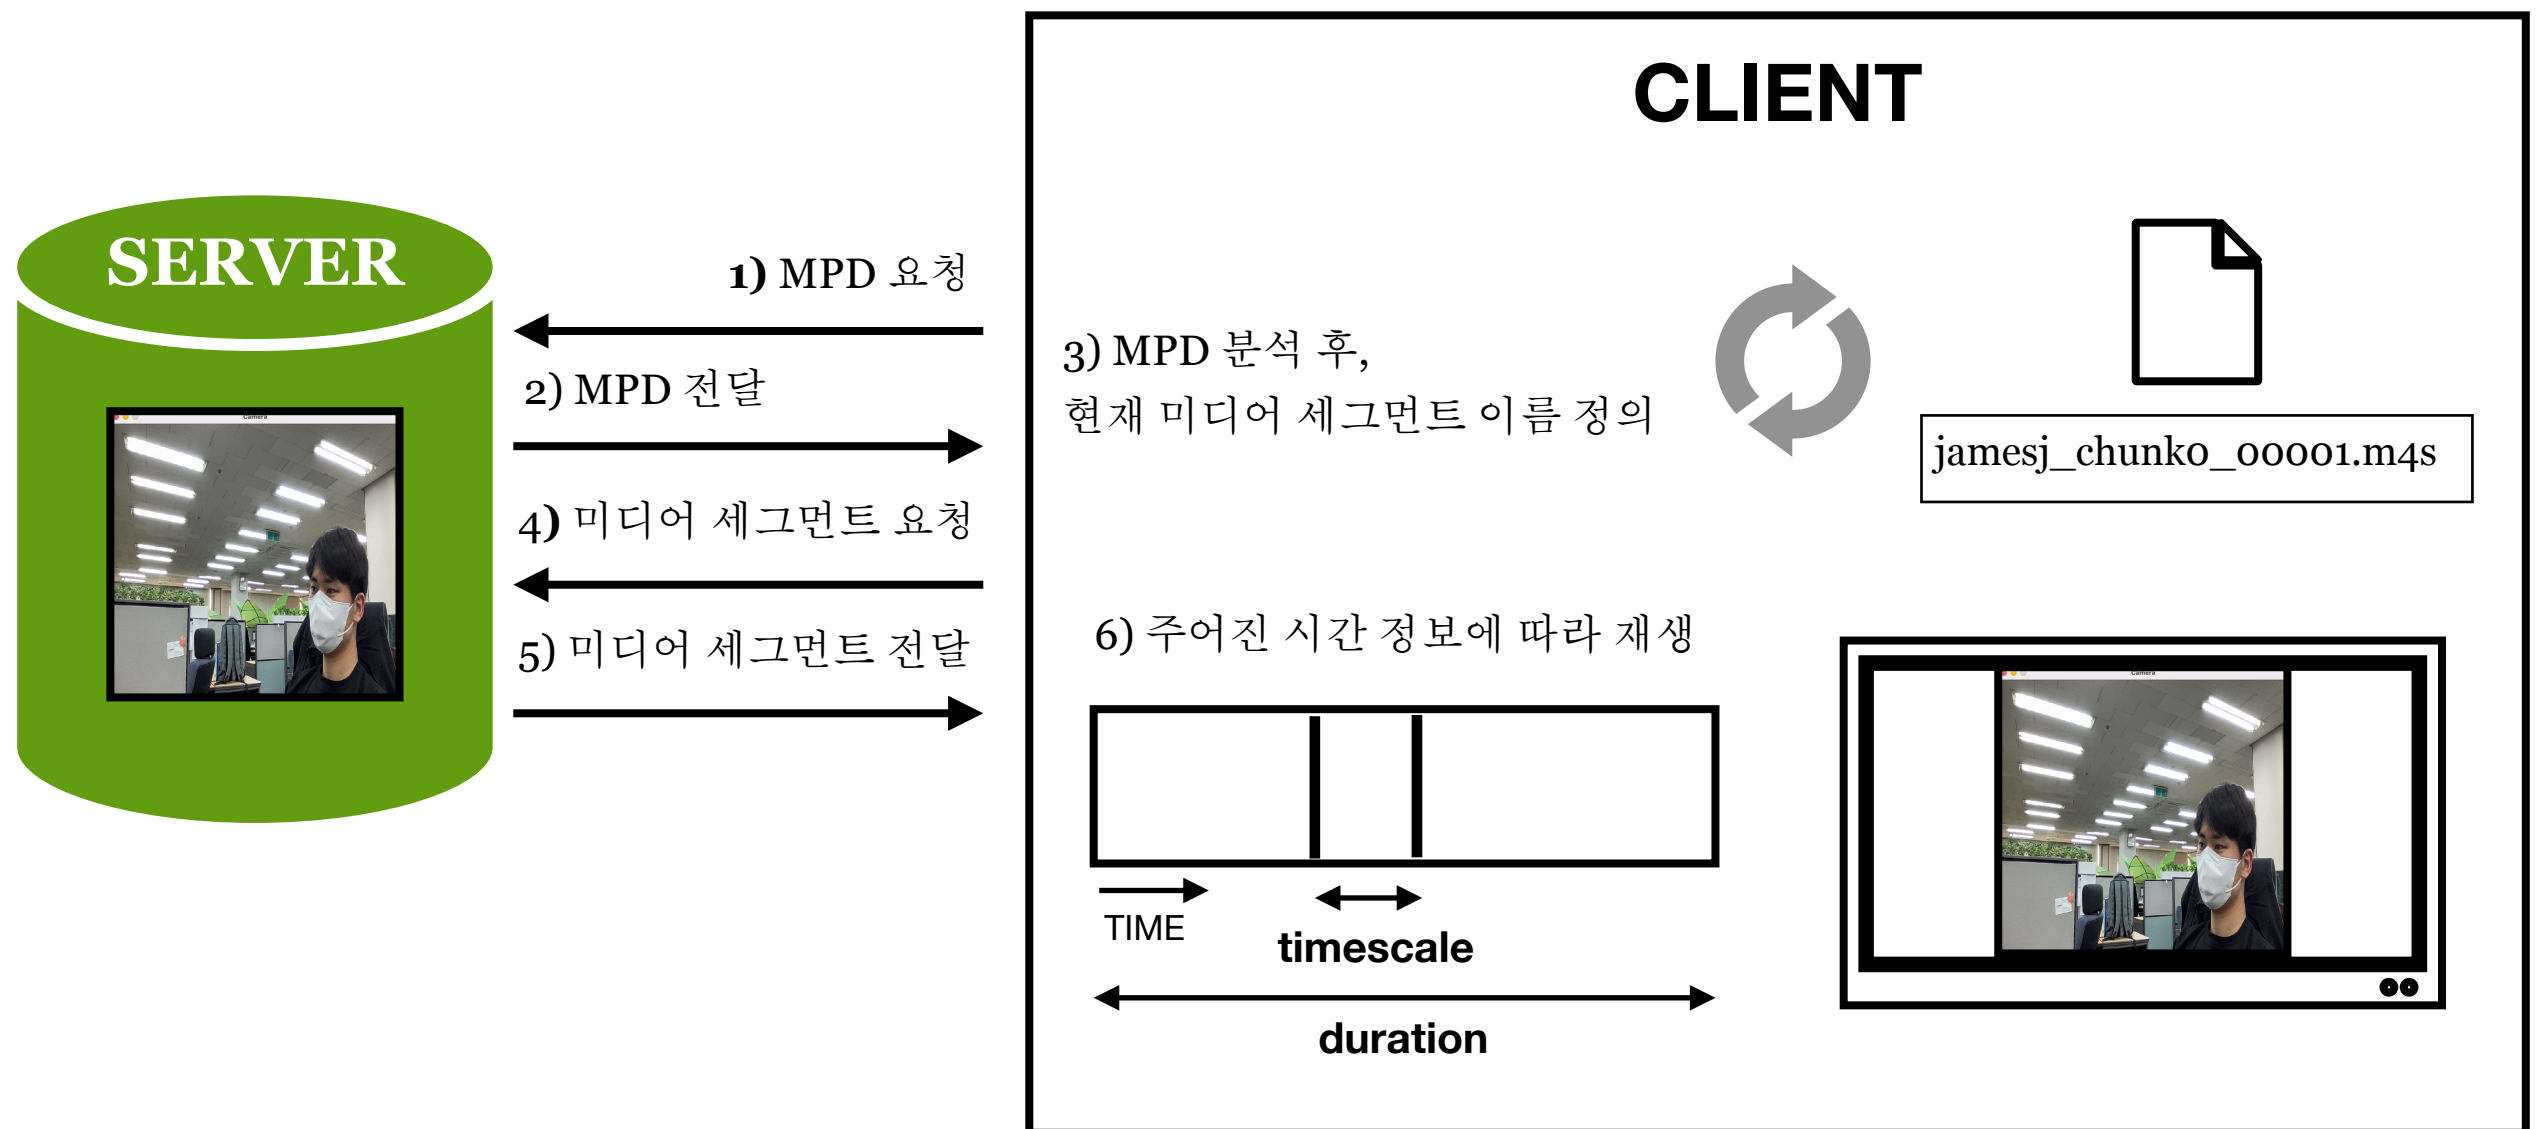 CLIENT
SERVER
1) MPD 요청
2) MPD 전달
3) MPD 분석 후,
현재 미디어 세그먼트 이름 정의
jamesj_chunk0_00001.m4s
4) 미디어 세그먼트 요청
5) 미디어 세그먼트 전달
6) 주어진 시간 정보에 따라 재생
Camera
Camera
TIME
timescale
duration